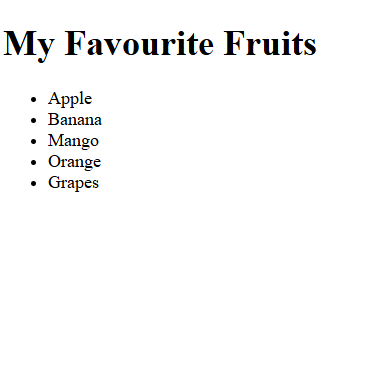 My Favourite Fruits
Apple
Banana
Mango
Orange
Grapes